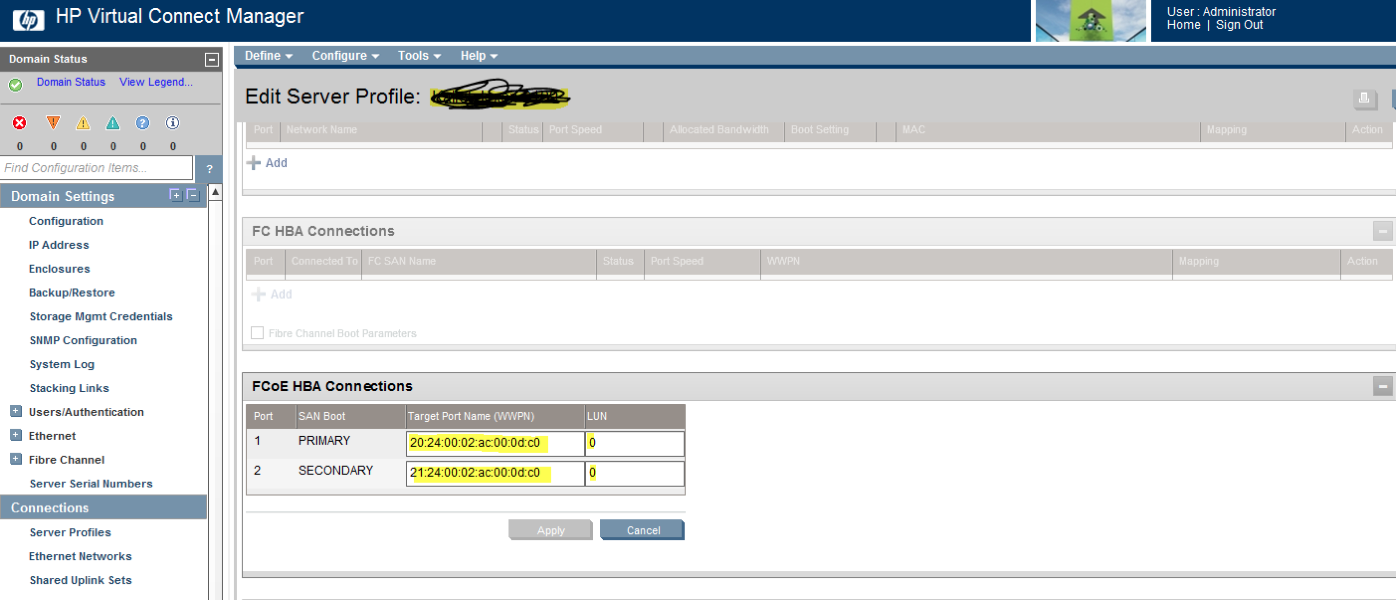 hp HP Virtual Connect Manager
User : Administrator
Home | Sign Out
Domain Status
Domain Status View Legend...
0 0 0 0 0 0
Find Configuration Items... ?
Domain Settings
Configuration
IP Address
Enclosures
Backup/Restore
Storage Mgmt Credentials
SNMP Configuration
System Log
Stacking Links
Users/Authentication
Ethernet
Fibre Channel
Server Serial Numbers
Connections
Server Profiles
Ethernet Networks
Shared Uplink Sets
Define Configure Tools Help
Edit Server Profile:
Port Network Name Status Port Speed Allocated Bandwidth Boot Setting MAC Mapping Action
Add
FC HBA Connections
Port Connected To FC SAN Name Status Port Speed WWPN Mapping Action
Add
Fibre Channel Boot Parameters
FCoE HBA Connections
Port SAN Boot Target Port Name (WWPN) LUN
1 PRIMARY 20:24:00:02:ac:00:0d:c0 0
2 SECONDARY 21:24:00:02:ac:00:0d:c0 0
Apply Cancel